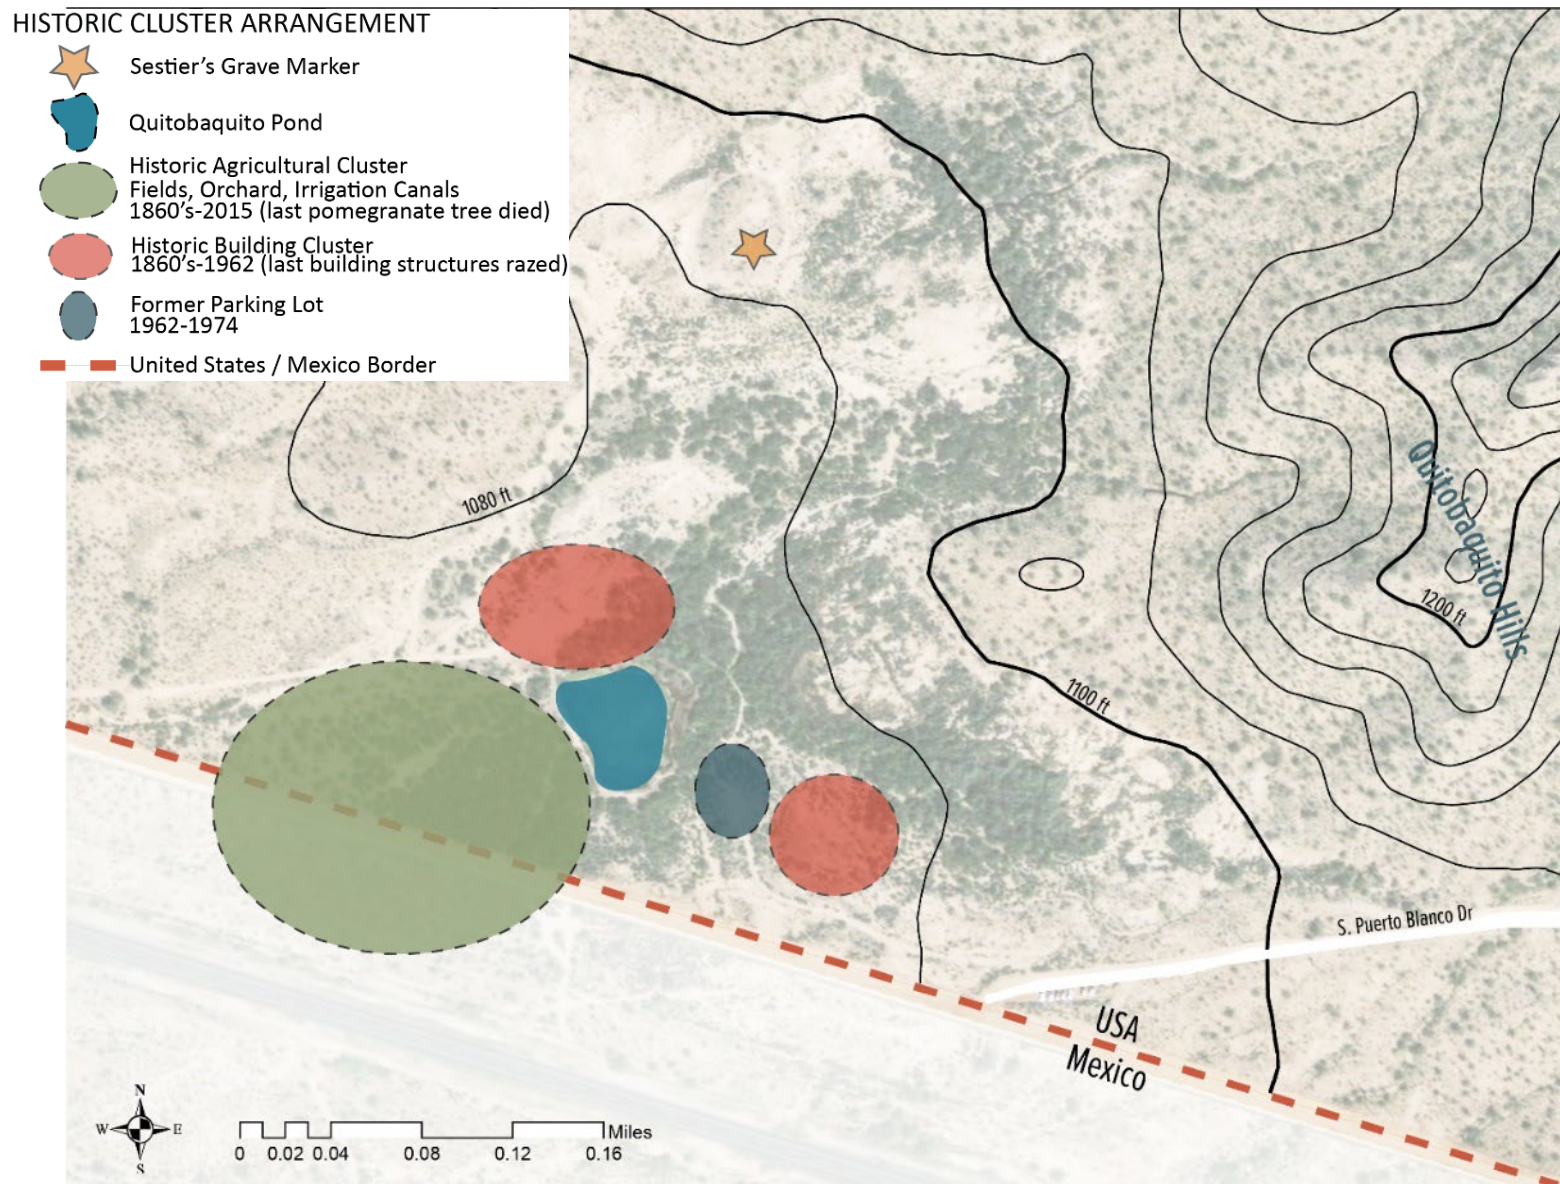 HISTORIC CLUSTER ARRANGEMENT
Sestier's Grave Marker
Quitobaquito Pond
Historic Agricultural Cluster
Fields, Orchard, Irrigation Canals
1860's-2015 (last pomegranate tree died)
Historic Building Cluster
1860's-1962 (last building structures razed)
Former Parking Lot
1962-1974
United States / Mexico Border
1080 ft
Quitobaquito Hills
1200 ft
1100 ft
S. Puerto Blanco Dr
USA
Mexico
N
W E
S
Miles
0 0.02 0.04 0.08 0.12 0.16